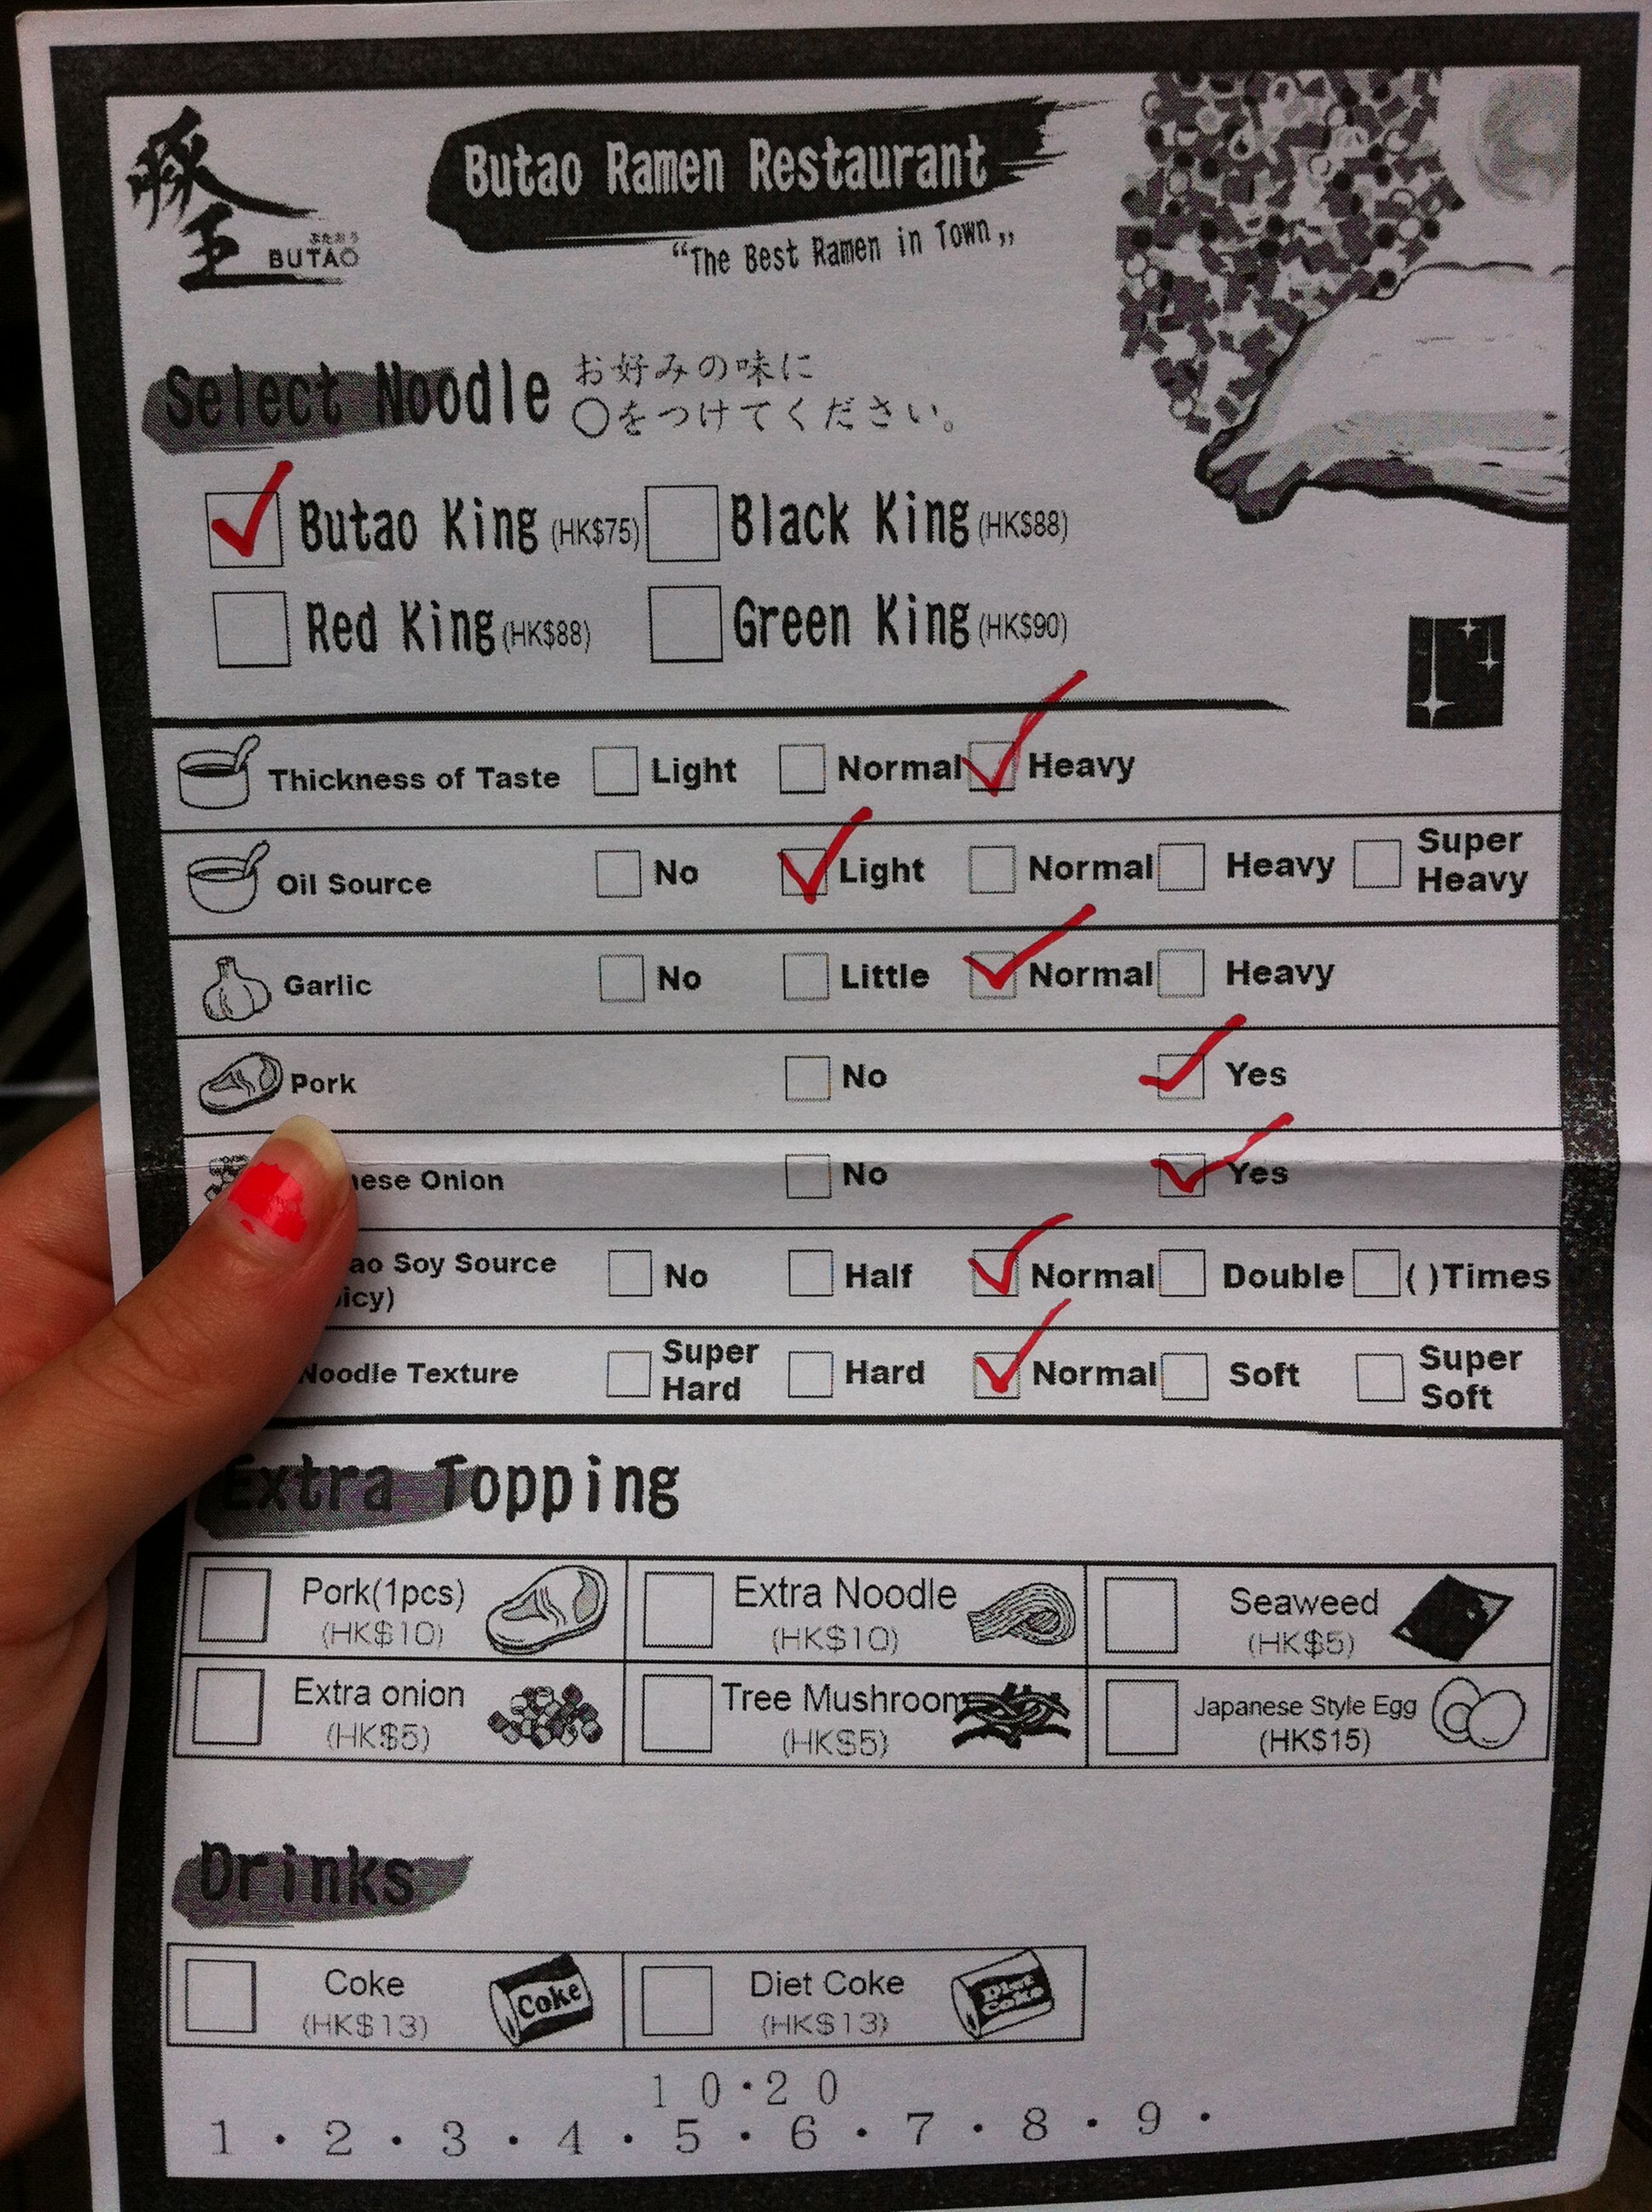 豚王
ぶたおう
BUTAO
Butao Ramen Restaurant
“The Best Ramen in Town„
Select Noodle
お好みの味に
○をつけてください。
Butao King (HK$75) Black King (HK$88)
Red King (HK$88) Green King (HK$90)
Thickness of Taste Light Normal Heavy
Oil Source No Light Normal Heavy Super Heavy
Garlic No Little Normal Heavy
Pork No Yes
nese Onion No Yes
ao Soy Source No Half Normal Double ( )Times
icy)
Noodle Texture Super Hard Hard Normal Soft Super Soft
Extra Topping
Pork(1pcs) Extra Noodle Seaweed
(HK$10) (HK$10) (HK$5)
Extra onion Tree Mushroom Japanese Style Egg
(HK$5) (HK$5) (HK$15)
Drinks
Coke Coke Diet Coke Diet Coke
(HK$13) (HK$13)
10・20
1・2・3・4・5・6・7・8・9・